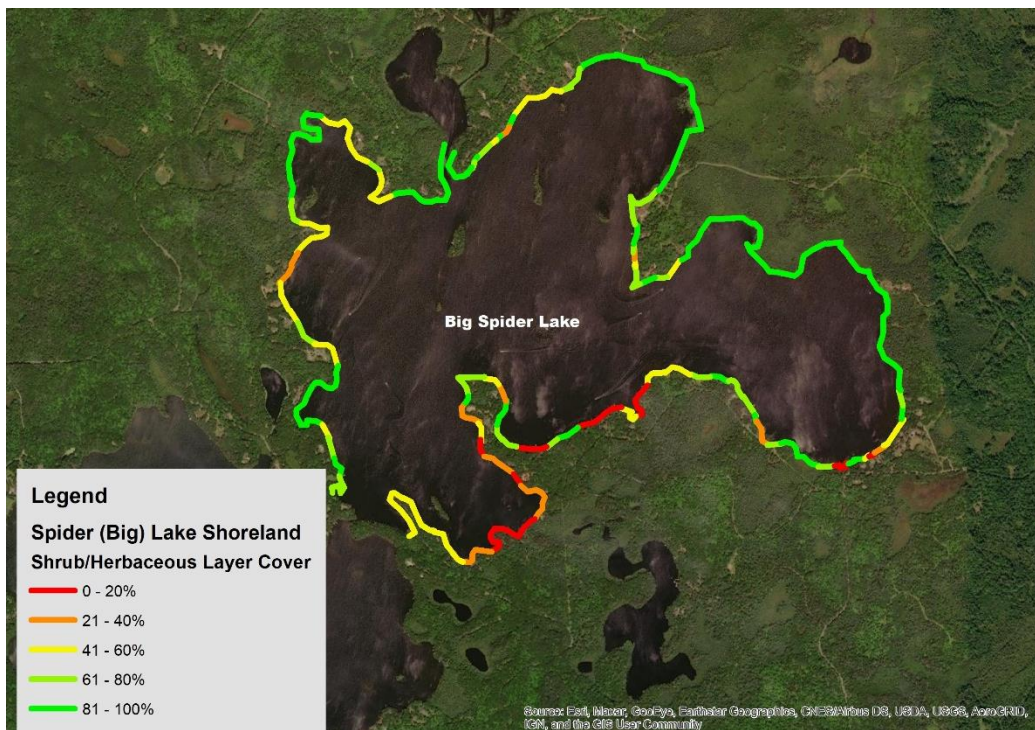 Big Spider Lake
Legend
Spider (Big) Lake Shoreland
Shrub/Herbaceous Layer Cover
0 - 20%
21 - 40%
41 - 60%
61 - 80%
81 - 100%
Source: Esri, Maxar, GeoEye, Earthstar Geographics, CNES/Airbus DS, USDA, USGS, AeroGRID,
IGN, and the GIS User Community